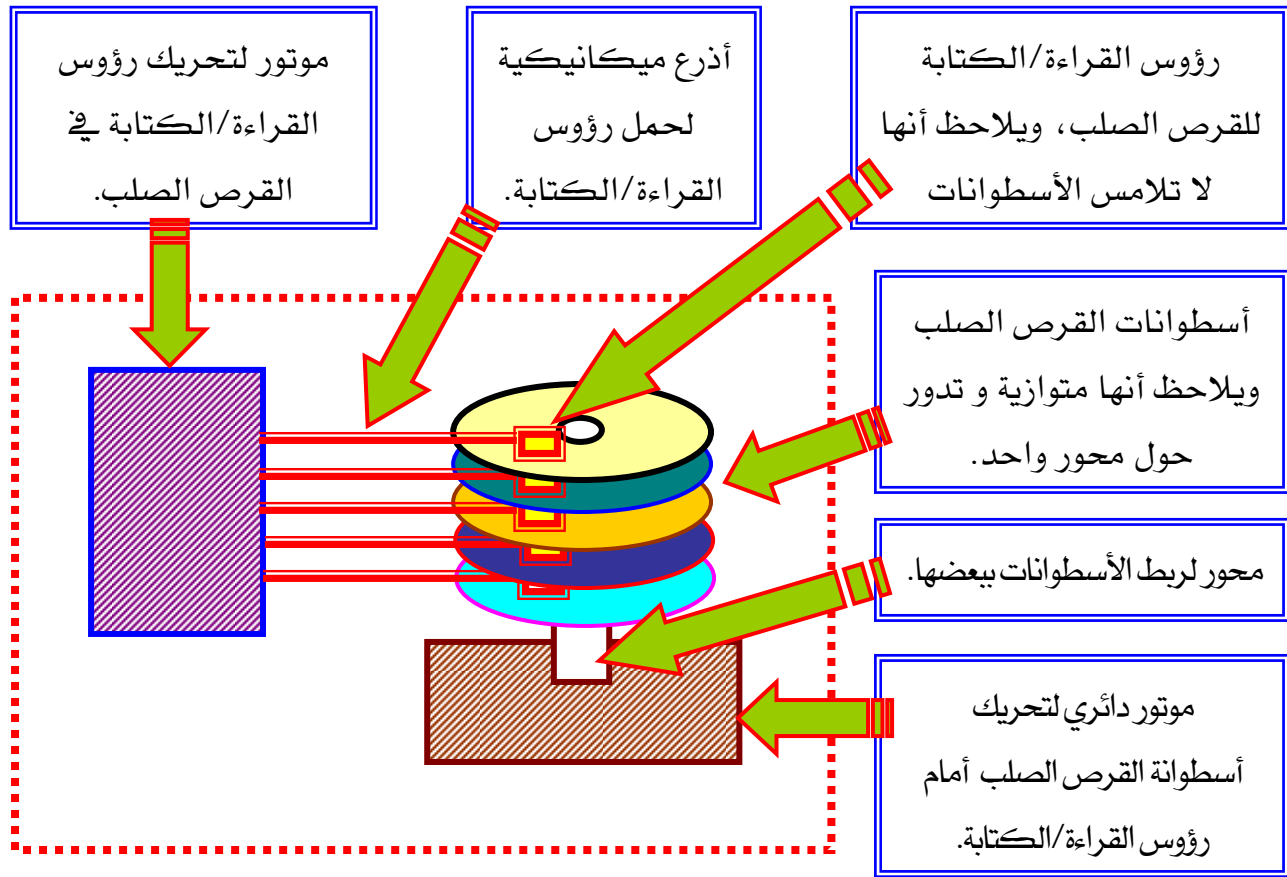 رؤوس القراءة/الكتابة
للقرص الصلب، ويلاحظ أنها
لا تلامس الأسطوانات
أذرع ميكانيكية
لحمل رؤوس
القراءة/الكتابة.
موتور لتحريك رؤوس
القراءة/الكتابة في
القرص الصلب.
أسطوانات القرص الصلب
ويلاحظ أنها متوازية و تدور
حول محور واحد.
محور لربط الأسطوانات ببعضها.
موتور دائري لتحريك
أسطوانة القرص الصلب أمام
رؤوس القراءة/الكتابة.